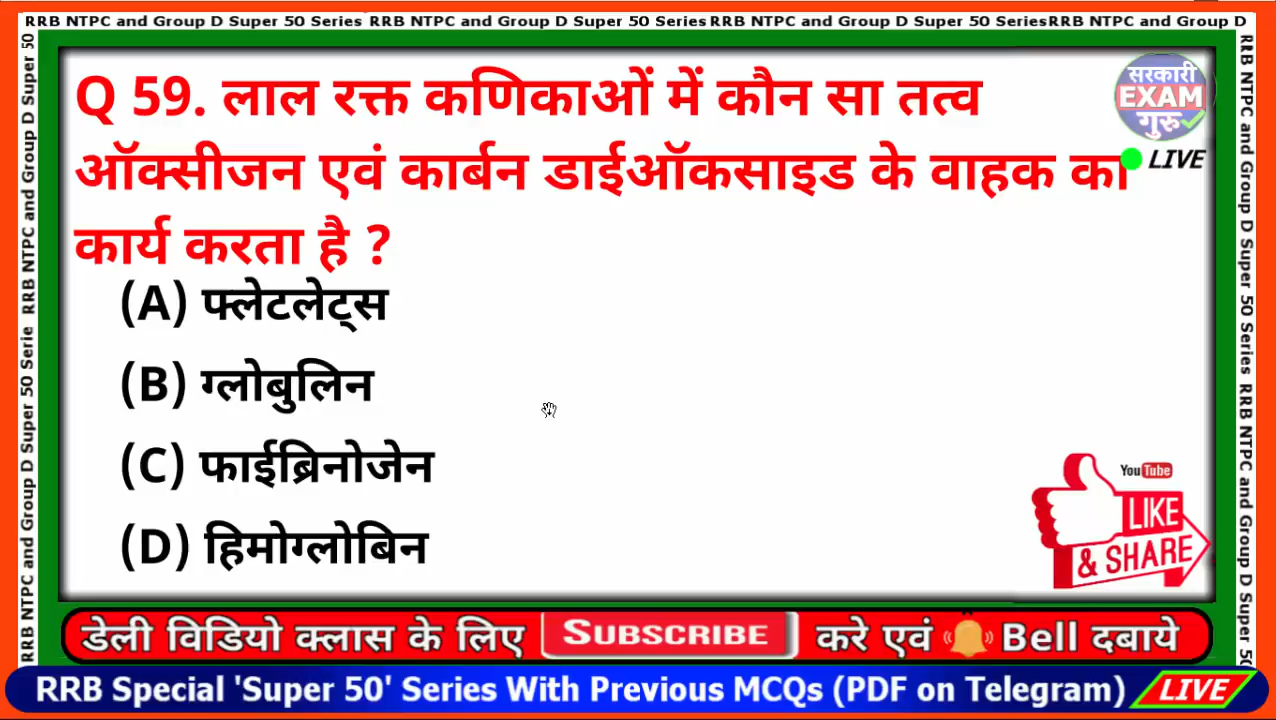 RRB NTPC and Group D Super 50 Series RRB NTPC and Group D Super 50 Series RRB NTPC and Group D Super 50 SeriesRRB NTPC and Group D
RRB NTPC and Group D Super 50 Serie RRB NTPC and Group D Super 50
Q 59. लाल रक्त कणिकाओं में कौन सा तत्व
ऑक्सीजन एवं कार्बन डाईऑकसाइड के वाहक का
कार्य करता है ?
(A) फ्लेटलेट्स
(B) ग्लोबुलिन
(C) फाईब्रिनोजेन
(D) हिमोग्लोबिन
सरकारी
EXAM
गुरु
LIVE
You Tube
LIKE
& SHARE
RRB NTPC and Group D Super 50 Series RRB NTPC and Group D Super 50
डेली विडियो क्लास के लिए SUBSCRIBE करे एवं Bell दबाये
RRB Special 'Super 50' Series With Previous MCQs (PDF on Telegram) LIVE